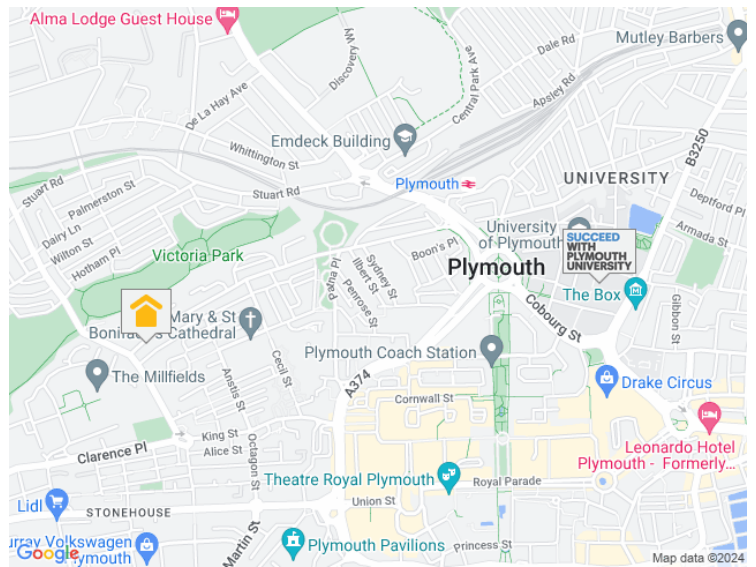 Alma Lodge Guest House
Mutley Barbers
Discovery Wy
Central Park Ave
Dale Rd
Apsley Rd
De La Hay Ave
Emdeck Building
B3250
Whittington St
Stuart Rd
Stuart Rd
Plymouth
UNIVERSITY
Palmerston St
Deptford Pl
Dairy Ln
Wilton St
Hotham Pl
Victoria Park
University
of Plymouth
Armada St
SUCCEED
WITH
PLYMOUTH
UNIVERSITY
Boon's Pl
Sydney St
Ilbert St
Patna Pl
Penrose St
Plymouth
The Box
Cobourg St
Gibbon St
Mary & St
Cathedral
The Millfields
Anstis St
Cecil St
Plymouth Coach Station
A374
Drake Circus
Cornwall St
King St
Alice St
Clarence Pl
Octagon St
Leonardo Hotel
Plymouth - Formerly...
Theatre Royal Plymouth
Royal Parade
Lidl
STONEHOUSE
Union St
Martin St
Volkswagen
Plymouth Pavilions
Princess St
Google
Map data ©2024